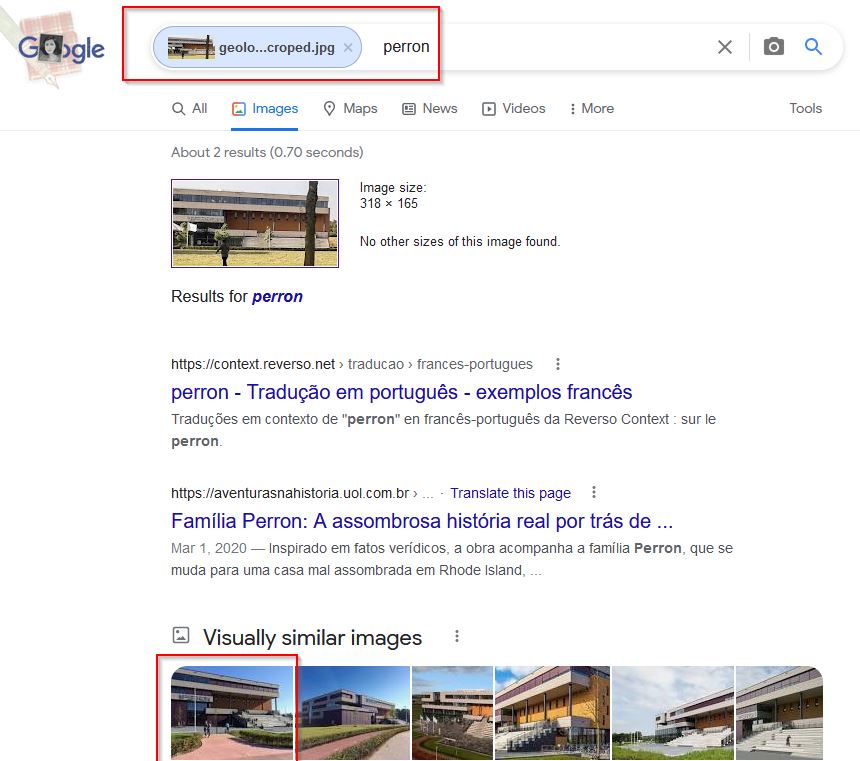 Google
geolo...croped.jpg × perron
All Images Maps News Videos More Tools
About 2 results (0.70 seconds)
Image size:
318 × 165
No other sizes of this image found.
Results for perron
https://context.reverso.net › traducao › frances-portugues
perron - Tradução em português - exemplos francês
Traduções em contexto de "perron" en francês-português da Reverso Context : sur le
perron.
https://aventurasnahistoria.uol.com.br › ... · Translate this page
Família Perron: A assombrosa história real por trás de ...
Mar 1, 2020 — Inspirado em fatos verídicos, a obra acompanha a família Perron, que se
muda para uma casa mal assombrada em Rhode Island, ...
Visually similar images